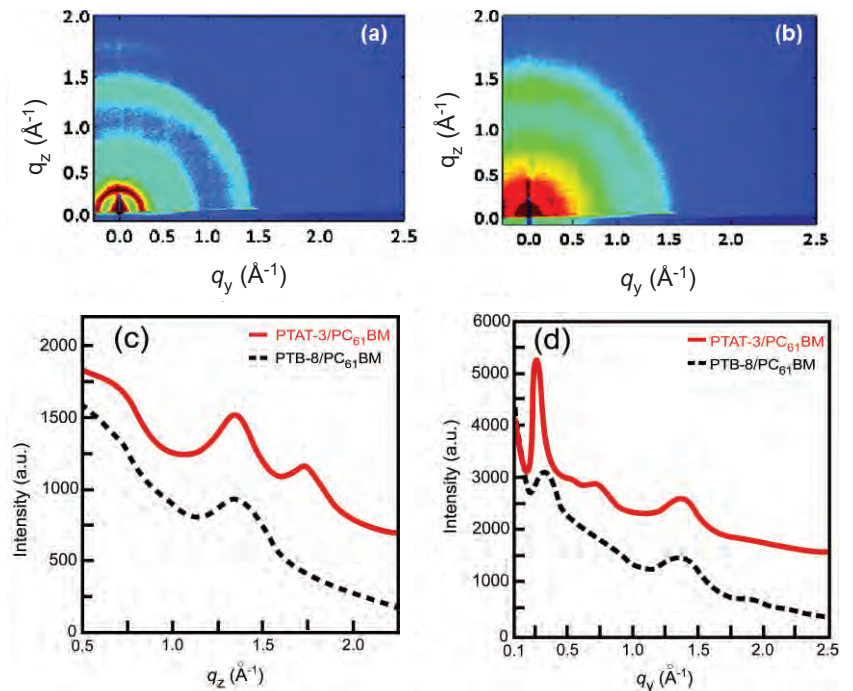 (a)
2.0
1.5
1.0
0.5
0.0
q_z (Å⁻¹)
0.0 1.0 1.5 2.0 2.5
q_y (Å⁻¹)
(b)
2.0
1.5
1.0
0.5
0.0
q_z (Å⁻¹)
0.0 0.5 1.0 1.5 2.0 2.5
q_y (Å⁻¹)
(c)
PTAT-3/PC₆₁BM
PTB-8/PC₆₁BM
2000
1500
1000
500
0
Intensity (a.u.)
0.5 1.0 1.5 2.0
q_z (Å⁻¹)
(d)
PTAT-3/PC₆₁BM
PTB-8/PC₆₁BM
6000
5000
4000
3000
2000
1000
0
Intensity (a.u.)
0.1 0.5 1.0 1.5 2.0 2.5
q_y (Å⁻¹)